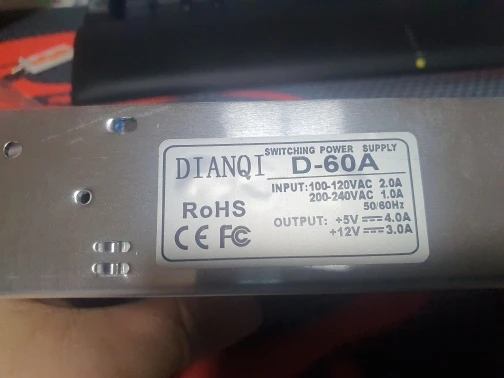 SWITCHING POWER SUPPLY
DIANQI D-60A
INPUT:100-120VAC 2.0A
200-240VAC 1.0A
50/60Hz
RoHS
CE FC
OUTPUT: +5V⎓4.0A
+12V⎓3.0A